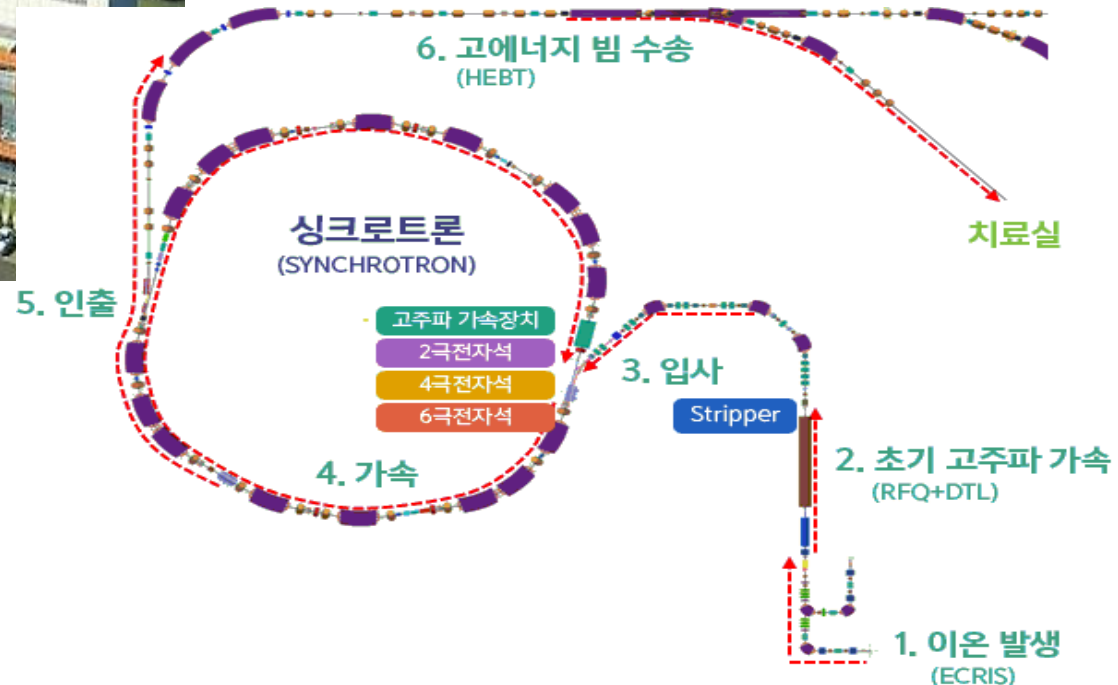 6. 고에너지 빔 수송
(HEBT)
싱크로트론
(SYNCHROTRON)
치료실
5. 인출
고주파 가속장치
2극전자석
4극전자석
6극전자석
3. 입사
Stripper
4. 가속
2. 초기 고주파 가속
(RFQ+DTL)
1. 이온 발생
(ECRIS)